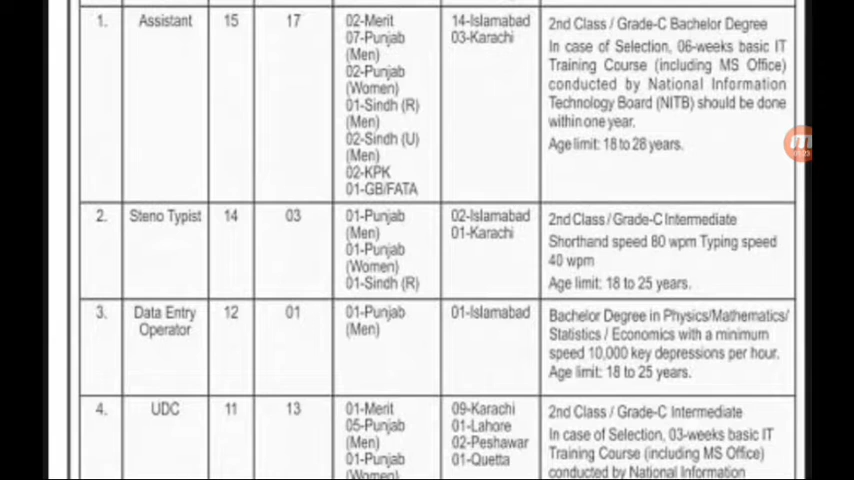 1. Assistant 15 17 02-Merit 14-Islamabad 2nd Class / Grade-C Bachelor Degree
07-Punjab 03-Karachi In case of Selection, 06-weeks basic IT
(Men) Training Course (including MS Office)
02-Punjab conducted by National Information
(Women) Technology Board (NITB) should be done
01-Sindh (R) within one year.
(Men) Age limit: 18 to 28 years.
02-Sindh (U)
(Men)
02-KPK
01-GB/FATA
2. Steno Typist 14 03 01-Punjab 02-Islamabad 2nd Class / Grade-C Intermediate
(Men) 01-Karachi Shorthand speed 80 wpm Typing speed
01-Punjab 40 wpm
(Women) Age limit: 18 to 25 years.
01-Sindh (R)
3. Data Entry 12 01 01-Punjab 01-Islamabad Bachelor Degree in Physics/Mathematics/
Operator (Men) Statistics / Economics with a minimum
speed 10,000 key depressions per hour.
Age limit: 18 to 25 years.
4. UDC 11 13 01-Merit 09-Karachi 2nd Class / Grade-C Intermediate
05-Punjab 01-Lahore In case of Selection, 03-weeks basic IT
(Men) 02-Peshawar Training Course (including MS Office)
01-Punjab 01-Quetta conducted by National Information
(Women)